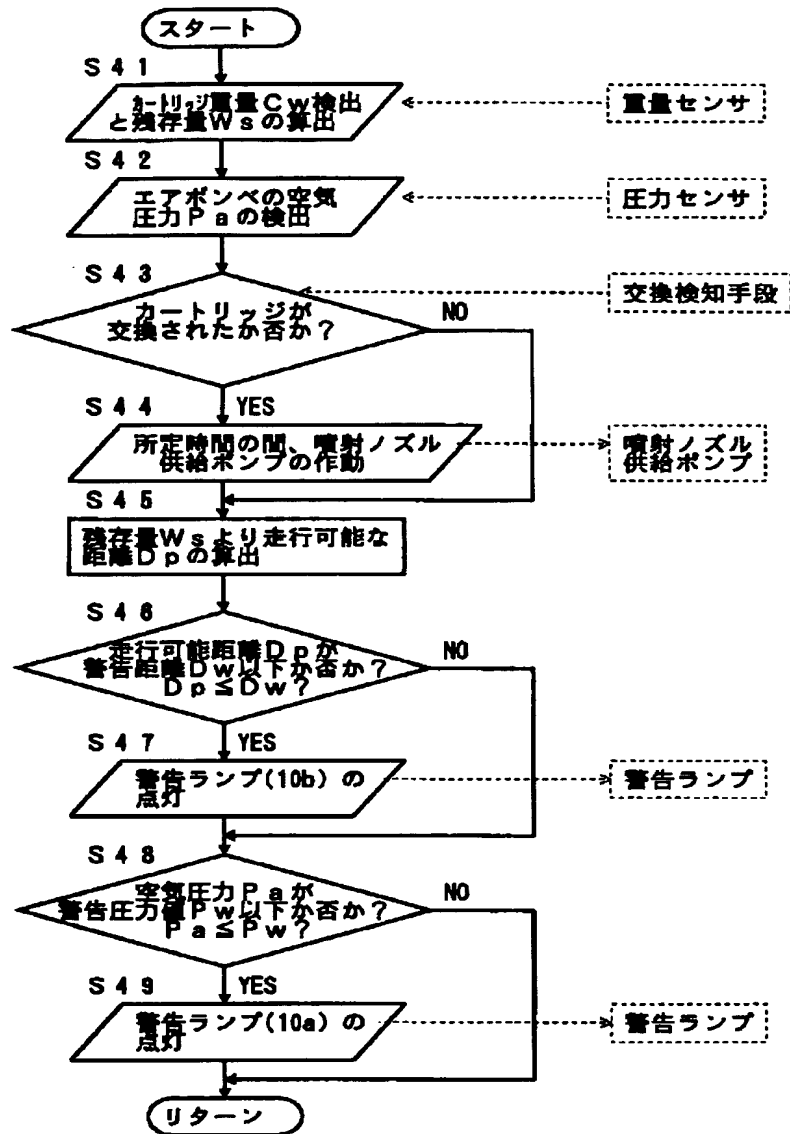 スタート
S41
カートリッジ重量Cw検出
と残存量Wsの算出
重量センサ
S42
エアボンベの空気
圧力Paの検出
圧力センサ
S43
カートリッジが
交換されたか否か?
交換検知手段
NO
YES
S44
所定時間の間、噴射ノズル
供給ポンプの作動
噴射ノズル
供給ポンプ
S45
残存量Wsより走行可能な
距離Dpの算出
S46
走行可能距離Dpが
警告距離Dw以下か否か?
Dp≦Dw?
NO
YES
S47
警告ランプ(10b)の
点灯
警告ランプ
S48
空気圧力Paが
警告圧力値Pw以下か否か?
Pa≦Pw?
NO
YES
S49
警告ランプ(10a)の
点灯
警告ランプ
リターン